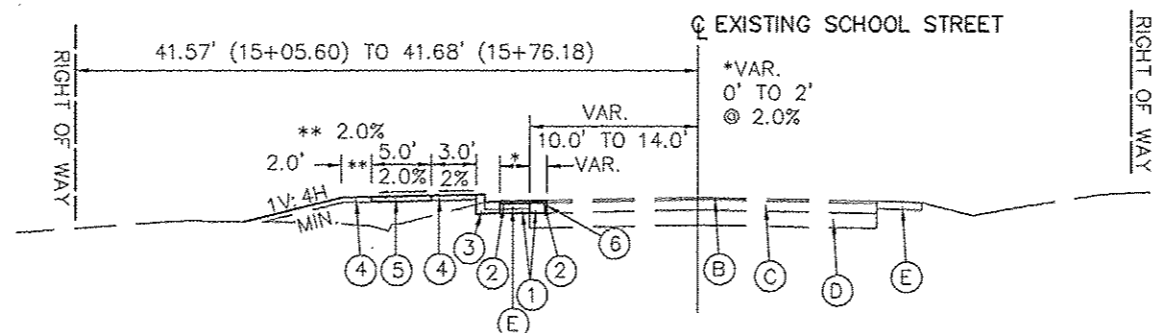 ℄ EXISTING SCHOOL STREET
41.57' (15+05.60) TO 41.68' (15+76.18)
RIGHT OF WAY
RIGHT OF WAY
*VAR.
0' TO 2'
@ 2.0%
VAR.
10.0' TO 14.0'
** 2.0%
2.0'
**
5.0'
3.0'
*
VAR.
2.0%
2%
1V: 4H
MIN.
4
5
4
3
2
E
1
2
6
B
C
D
E